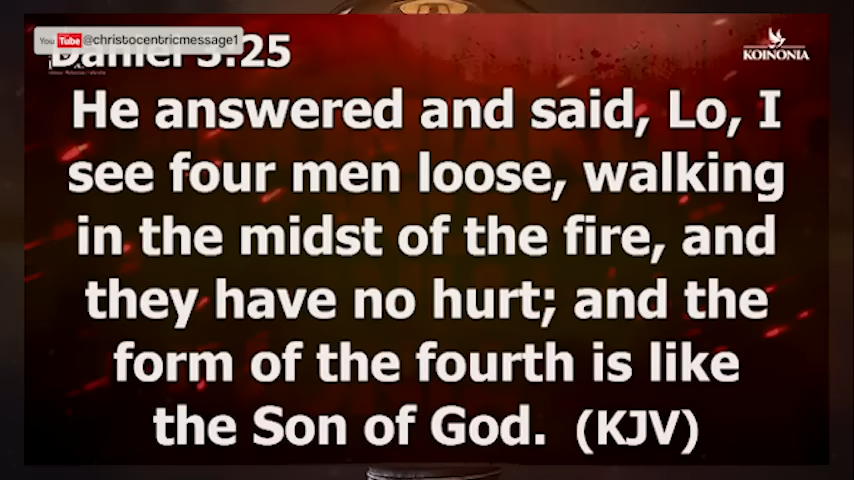 You Tube @christocentricmessage1
Daniel 3:25
KOINONIA
He answered and said, Lo, I
see four men loose, walking
in the midst of the fire, and
they have no hurt; and the
form of the fourth is like
the Son of God. (KJV)